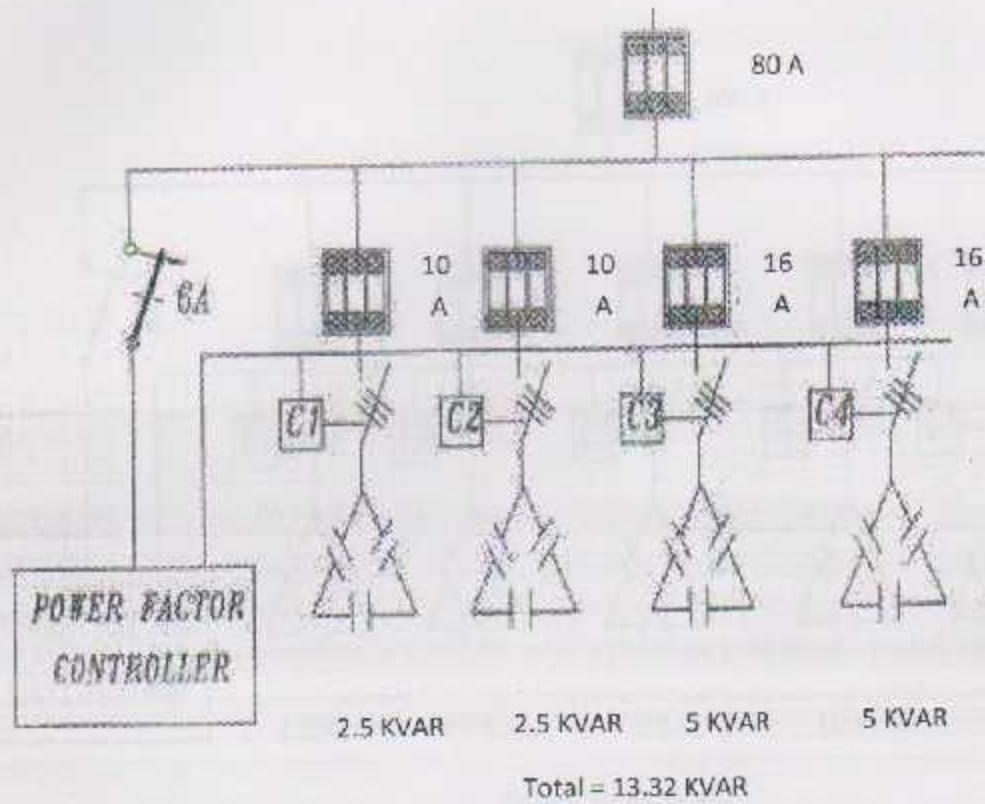 80 A
10 A
10 A
16 A
16 A
6A
C1
C2
C3
C4
POWER FACTOR
CONTROLLER
2.5 KVAR
2.5 KVAR
5 KVAR
5 KVAR
Total = 13.32 KVAR